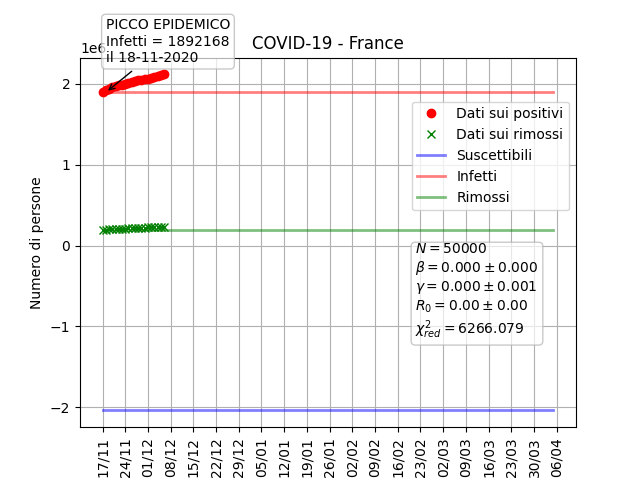 PICCO EPIDEMICO
Infetti = 1892168
il 18-11-2020
1e6
COVID-19 - France
Numero di persone
2
1
0
−1
−2
Dati sui positivi
Dati sui rimossi
Suscettibili
Infetti
Rimossi
N = 50000
β = 0.000 ± 0.000
γ = 0.000 ± 0.001
R₀ = 0.00 ± 0.00
χ²_red = 6266.079
17/11
24/11
01/12
08/12
15/12
22/12
29/12
05/01
12/01
19/01
26/01
02/02
09/02
16/02
23/02
02/03
09/03
16/03
23/03
30/03
06/04